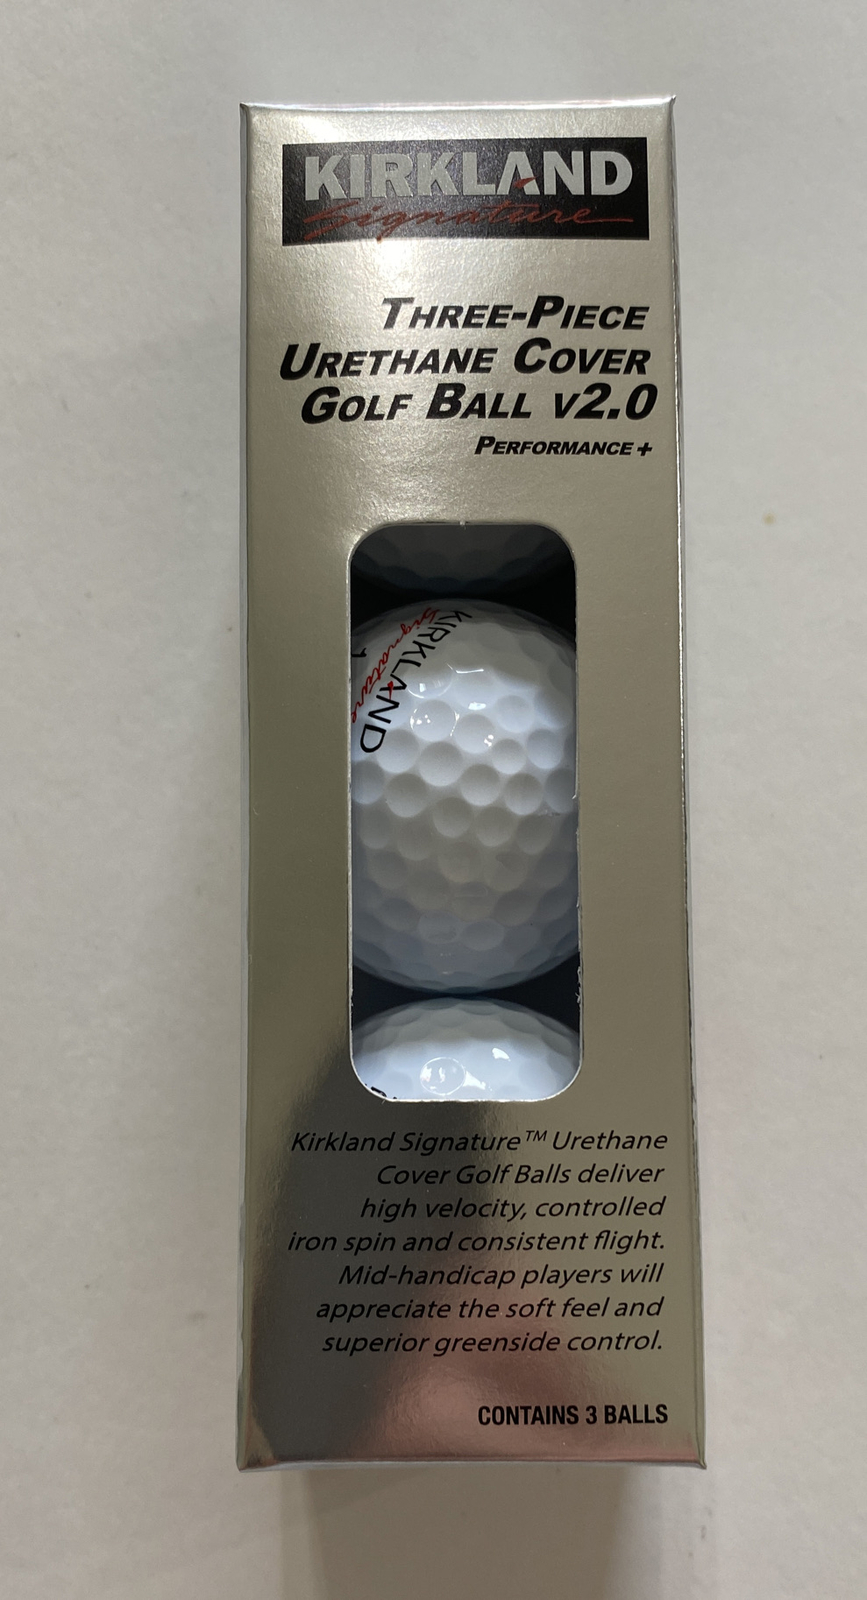 KIRKLAND
Signature
THREE-PIECE
URETHANE COVER
GOLF BALL V2.0
PERFORMANCE+
KIRKLAND
Signature
1
Kirkland Signature™ Urethane
Cover Golf Balls deliver
high velocity, controlled
iron spin and consistent flight.
Mid-handicap players will
appreciate the soft feel and
superior greenside control.
CONTAINS 3 BALLS